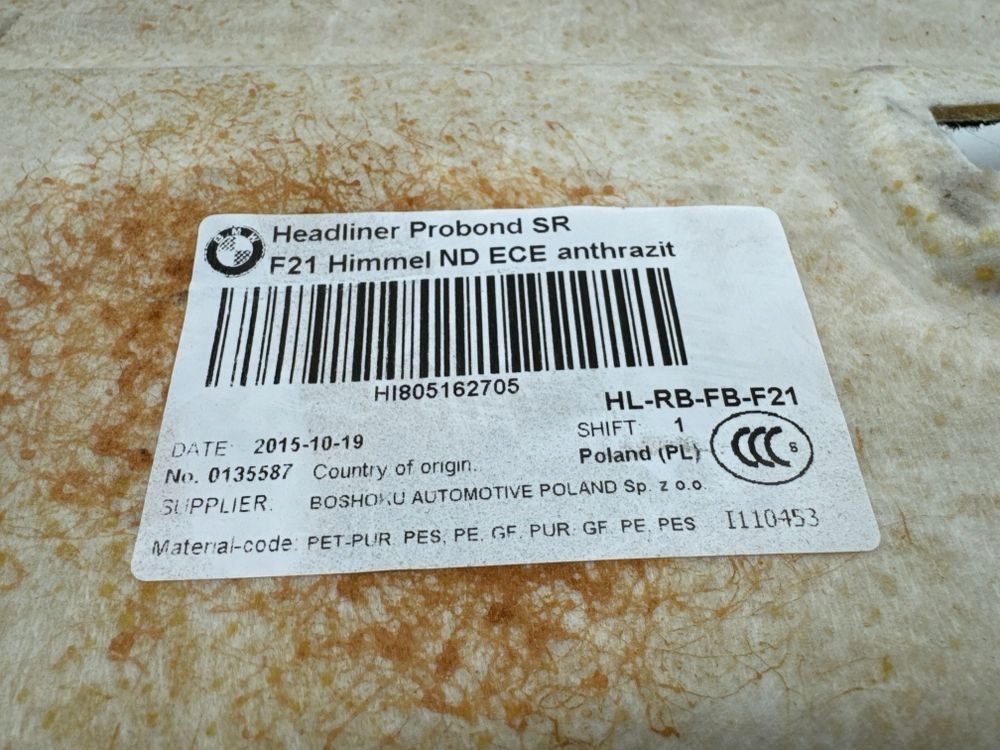 BMW
Headliner Probond SR
F21 Himmel ND ECE anthrazit
HI805162705
HL-RB-FB-F21
DATE: 2015-10-19
SHIFT: 1
No. 0135587 Country of origin.. Poland (PL)
SUPPLIER. BOSHOKU AUTOMOTIVE POLAND Sp. z o.o.
CCC S
Material-code: PET-PUR. PES, PE, GF, PUR. GF. PE, PES I110453